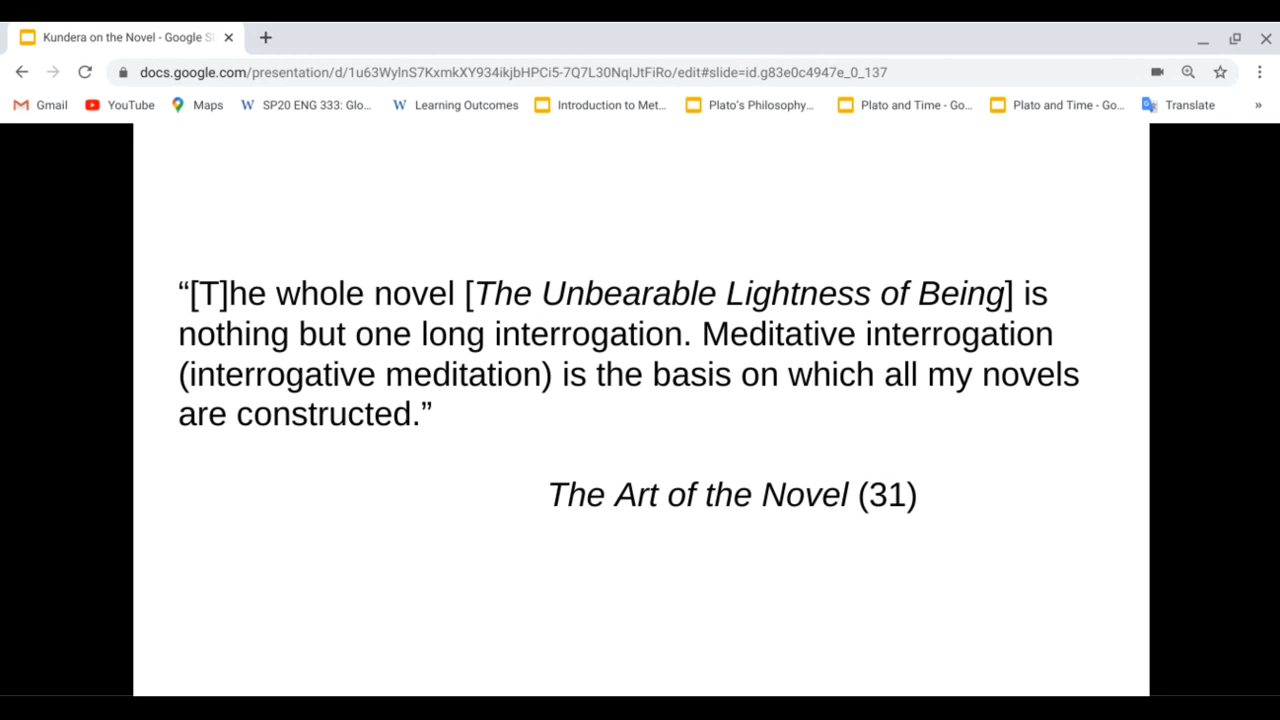 Kundera on the Novel - Google Sl
docs.google.com/presentation/d/1u63WylnS7KxmkXY934ikjbHPCi5-7Q7L30NqIJtFiRo/edit#slide=id.g83e0c4947e_0_137
Gmail YouTube Maps SP20 ENG 333: Glo... Learning Outcomes Introduction to Met... Plato's Philosophy... Plato and Time - Go... Plato and Time - Go... Translate »
“[T]he whole novel [The Unbearable Lightness of Being] is
nothing but one long interrogation. Meditative interrogation
(interrogative meditation) is the basis on which all my novels
are constructed.”
The Art of the Novel (31)